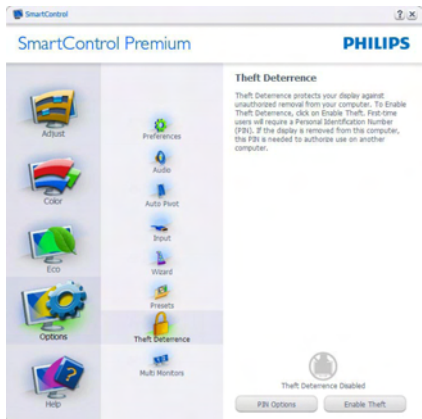 SmartControl
SmartControl Premium
PHILIPS
Adjust
Color
Eco
Options
Help
Preferences
Audio
Auto Pivot
Input
Wizard
Presets
Theft Deterrence
Multi Monitors
Theft Deterrence
Theft Deterrence protects your display against
unauthorized removal from your computer. To Enable
Theft Deterrence, click on Enable Theft. First-time
users will require a Personal Identification Number
(PIN). If the display is removed from this computer,
this PIN is needed to authorize use on another
computer.
Theft Deterrence Disabled
PIN Options
Enable Theft